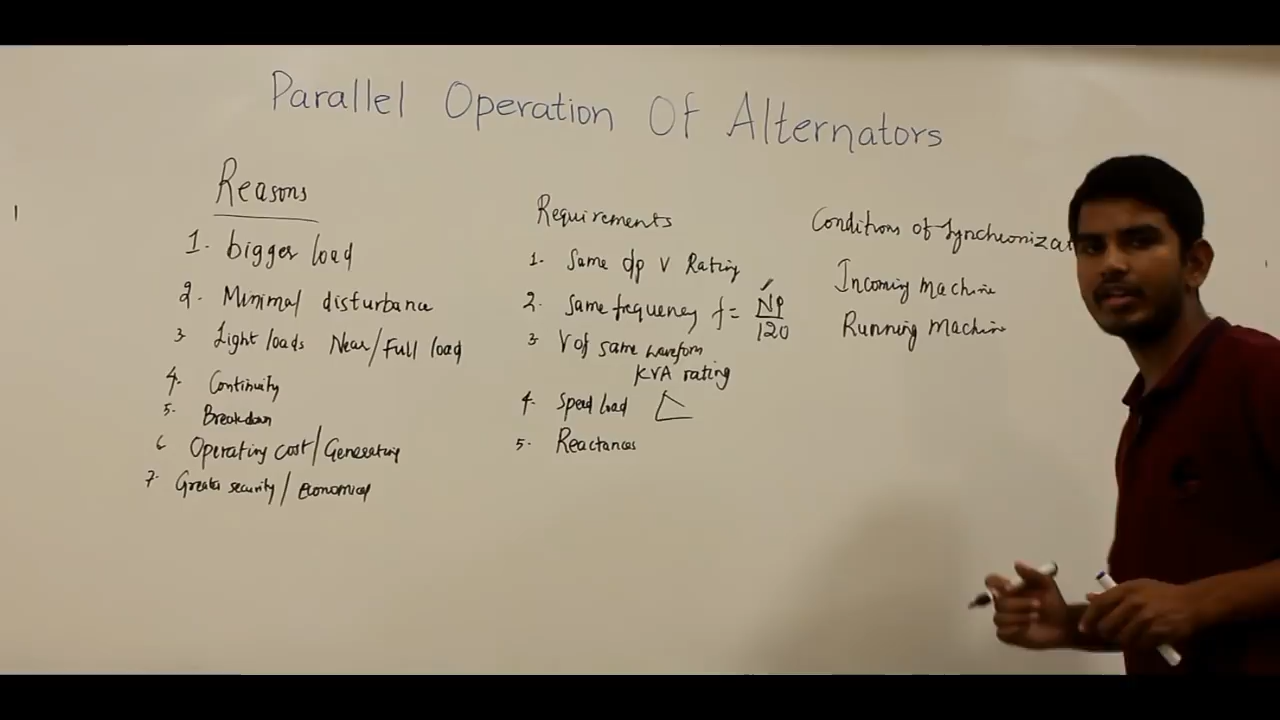 Parallel Operation Of Alternators
Reasons
1. bigger load
2. Minimal disturbance
3 Light loads Near/Full load
4. Continuity
5. Breakdown
6 Operating cost/Generating
7. Greater security/Economical
Requirements
1. Same o/p V Rating
2. Same frequency f = NP/120
3 V of same waveform
KVA rating
4. Speed load
5. Reactances
Conditions of Synchronizat
Incoming Machine
Running Machine